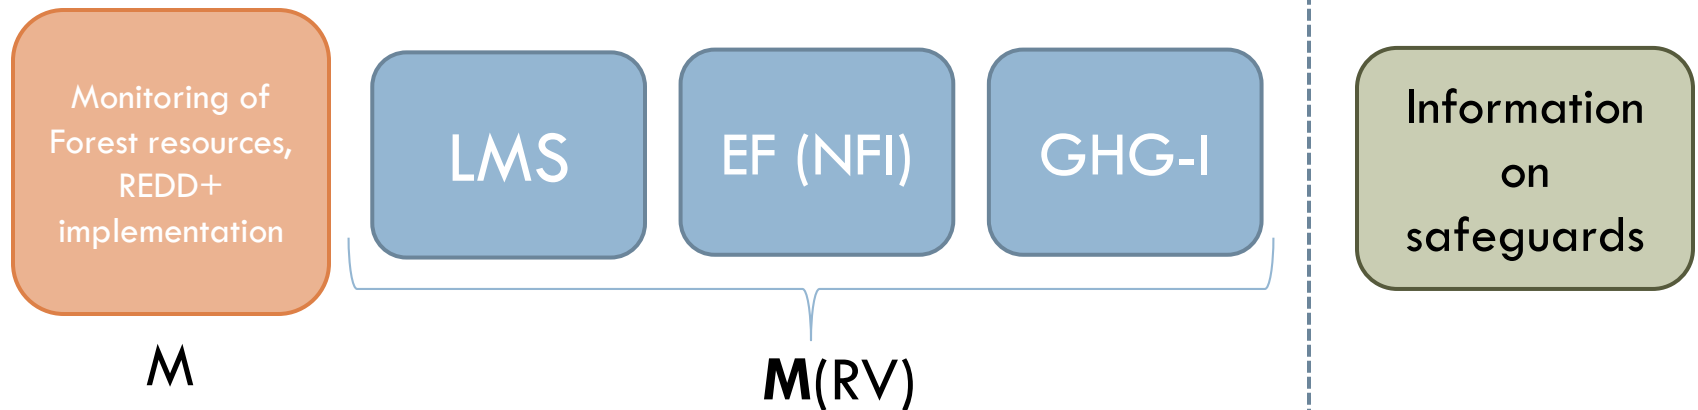 Monitoring of
Forest resources,
REDD+
implementation
LMS
EF (NFI)
GHG-I
Information
on
safeguards
M
M(RV)